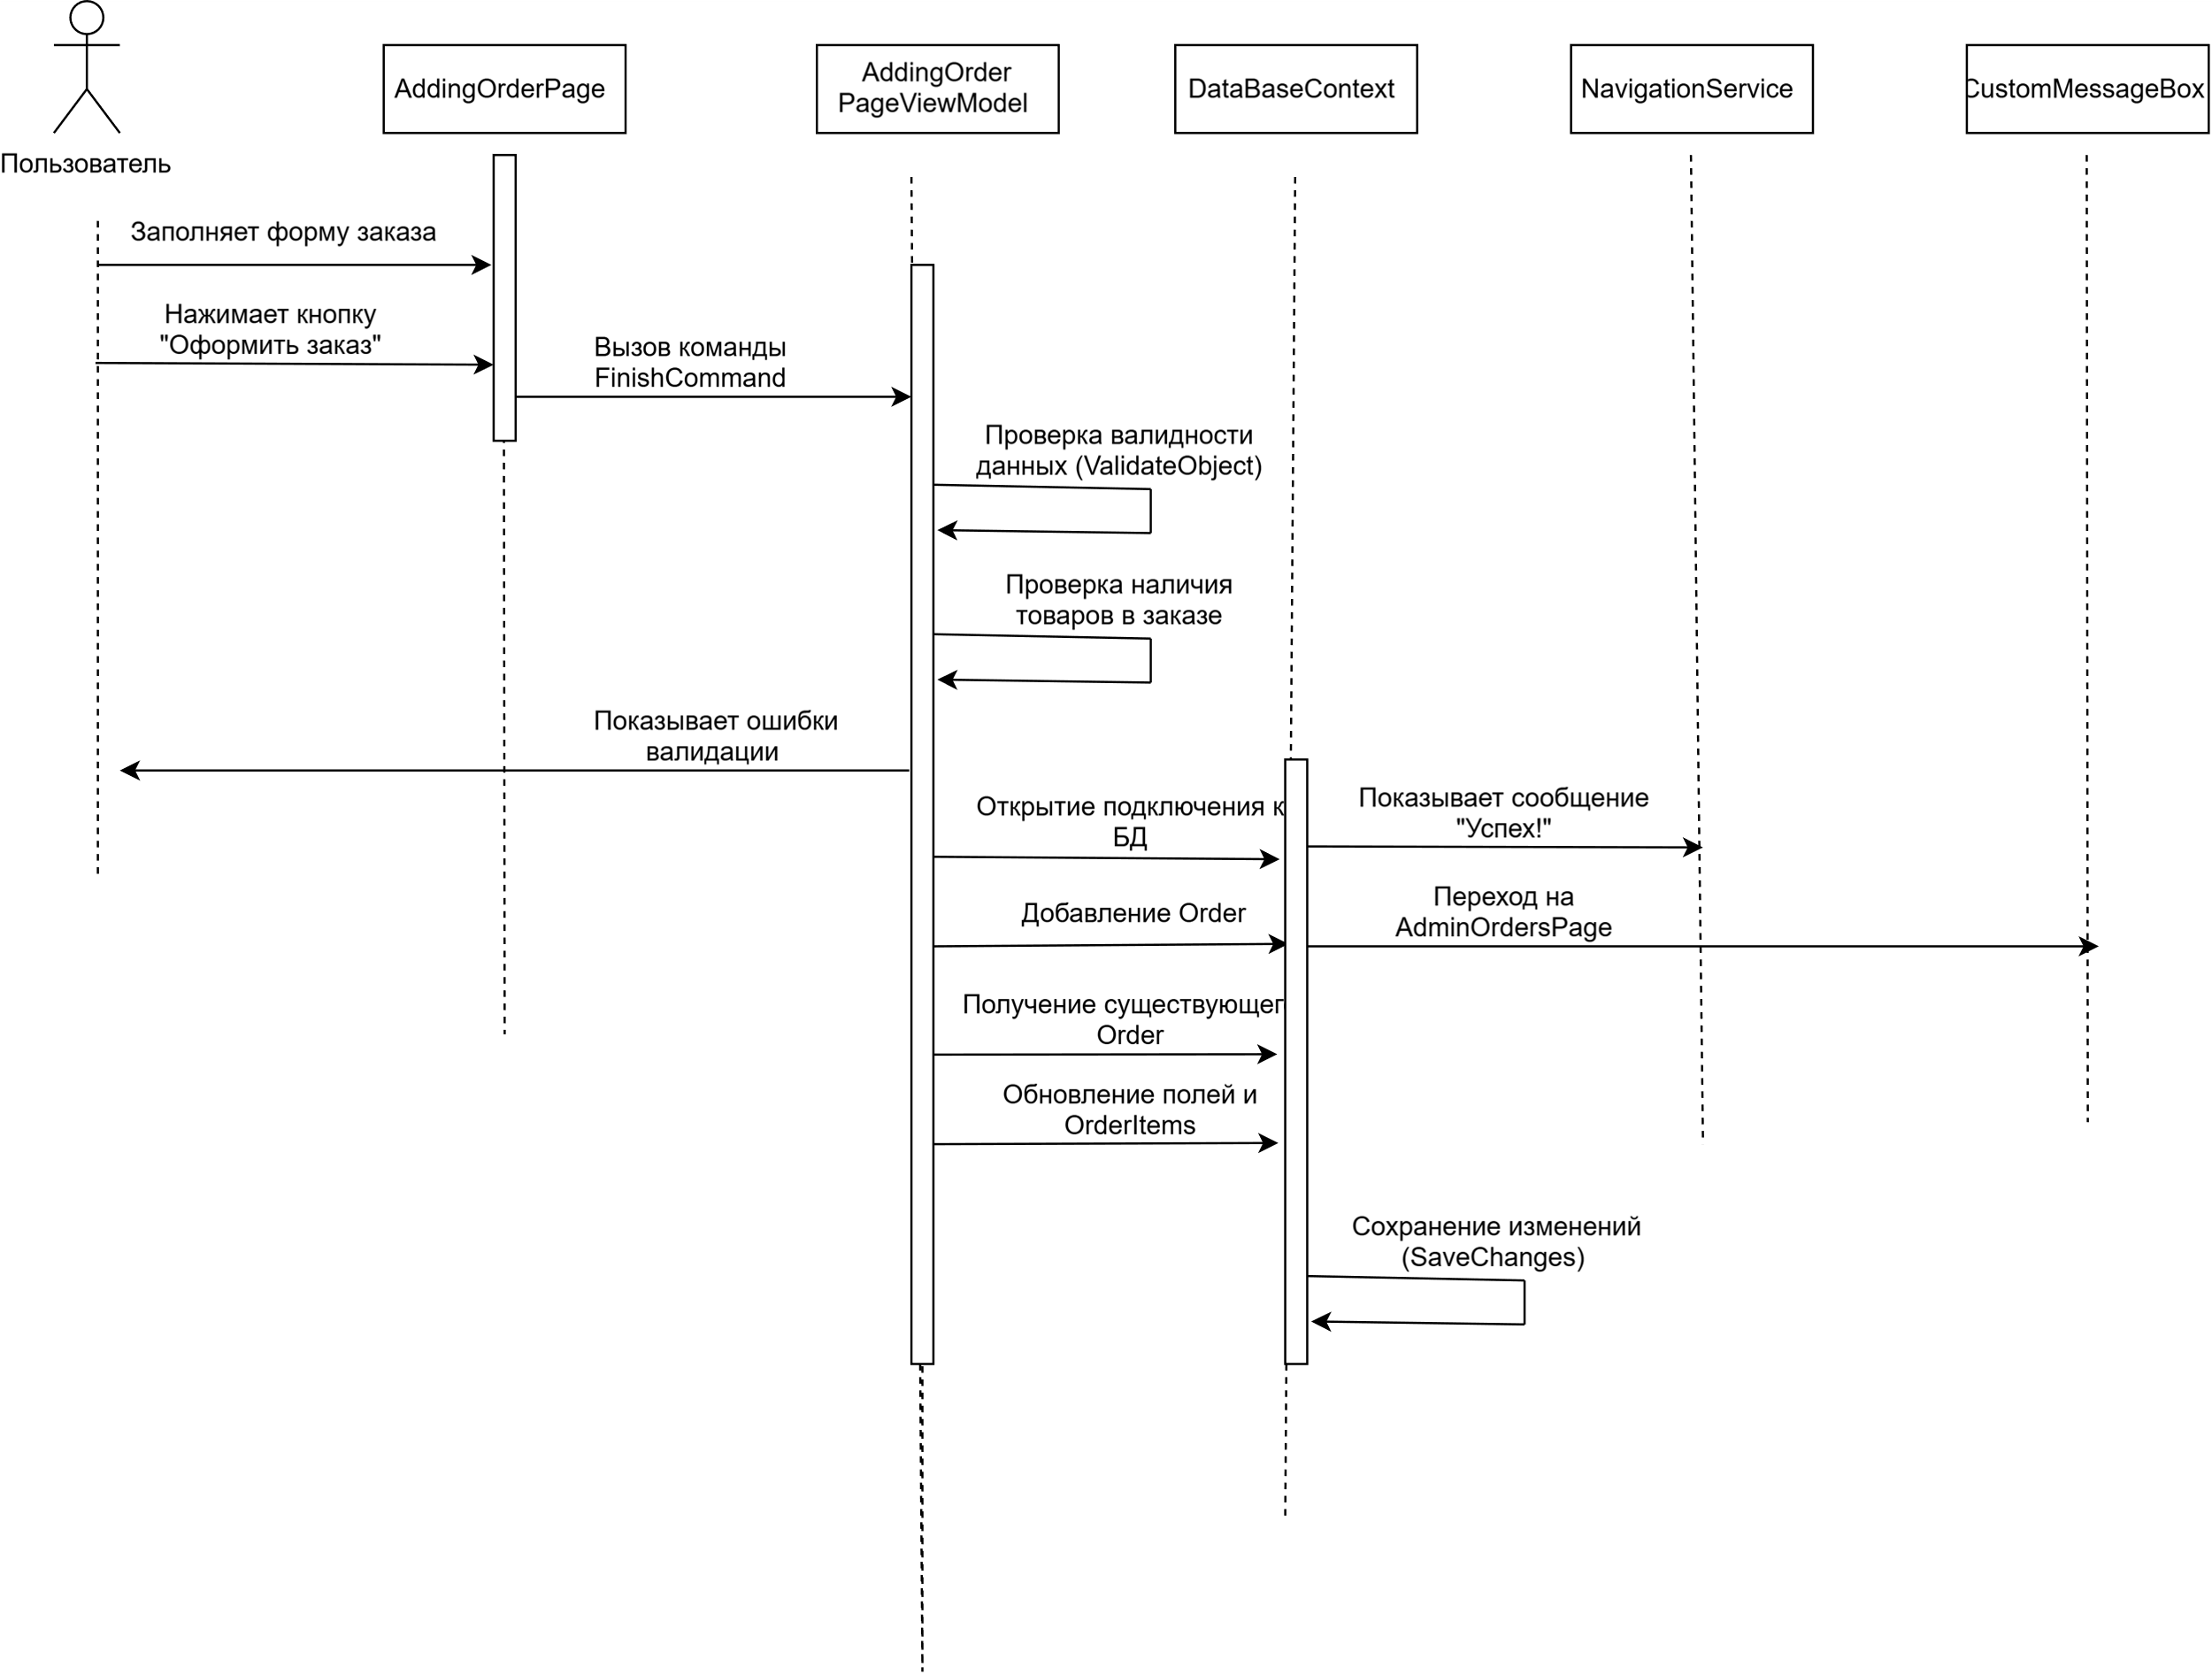 AddingOrderPage
AddingOrder
PageViewModel
DataBaseContext
NavigationService
CustomMessageBox
Пользователь
Заполняет форму заказа
Нажимает кнопку
"Оформить заказ"
Вызов команды
FinishCommand
Проверка валидности
данных (ValidateObject)
Проверка наличия
товаров в заказе
Показывает ошибки
валидации
Открытие подключения к
БД
Показывает сообщение
"Успех!"
Добавление Order
Переход на
AdminOrdersPage
Получение существующег
Order
Обновление полей и
OrderItems
Сохранение изменений
(SaveChanges)